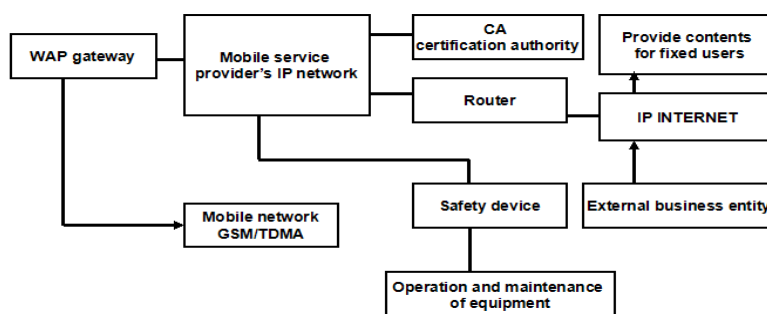 WAP gateway
Mobile service
provider's IP network
CA
certification authority
Provide contents
for fixed users
Router
IP INTERNET
Mobile network
GSM/TDMA
Safety device
External business entity
Operation and maintenance
of equipment